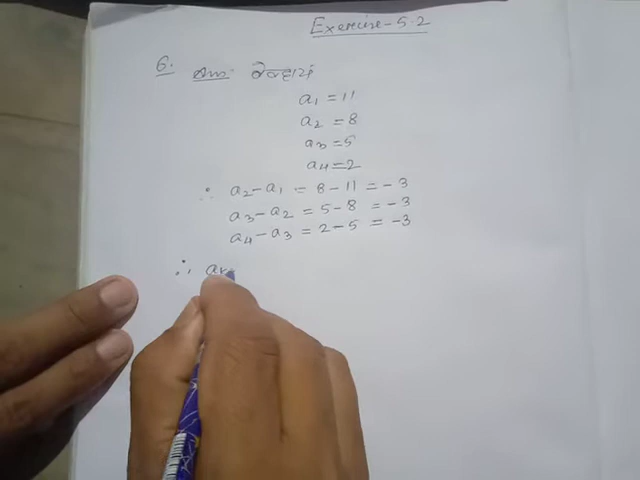 Exercise-5.2
6. Ans:
a1 = 11
a2 = 8
a3 = 5
a4 = 2
∴ a2-a1 = 8-11 = -3
a3-a2 = 5-8 = -3
a4-a3 = 2-5 = -3
∴